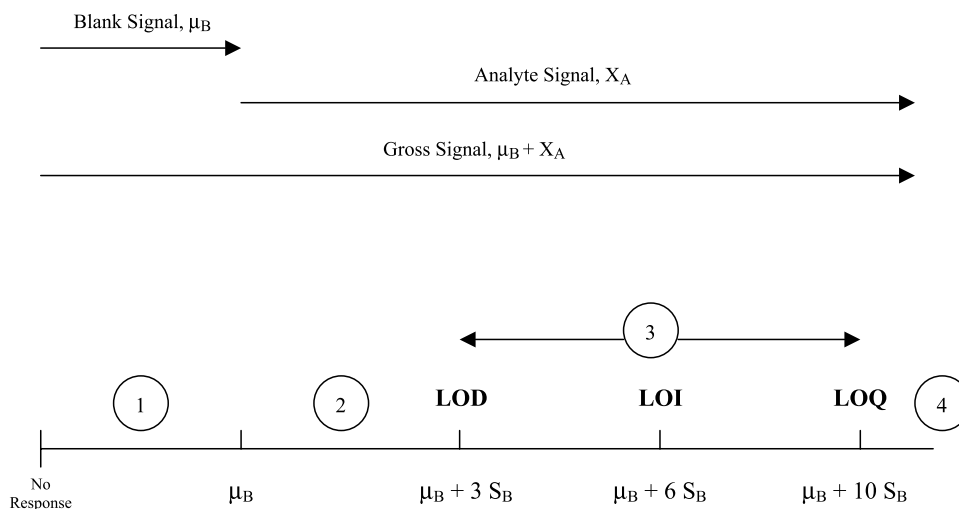 Blank Signal, μB
Analyte Signal, XA
Gross Signal, μB + XA
3
1
2
LOD
LOI
LOQ
4
No
Response
μB
μB + 3 SB
μB + 6 SB
μB + 10 SB